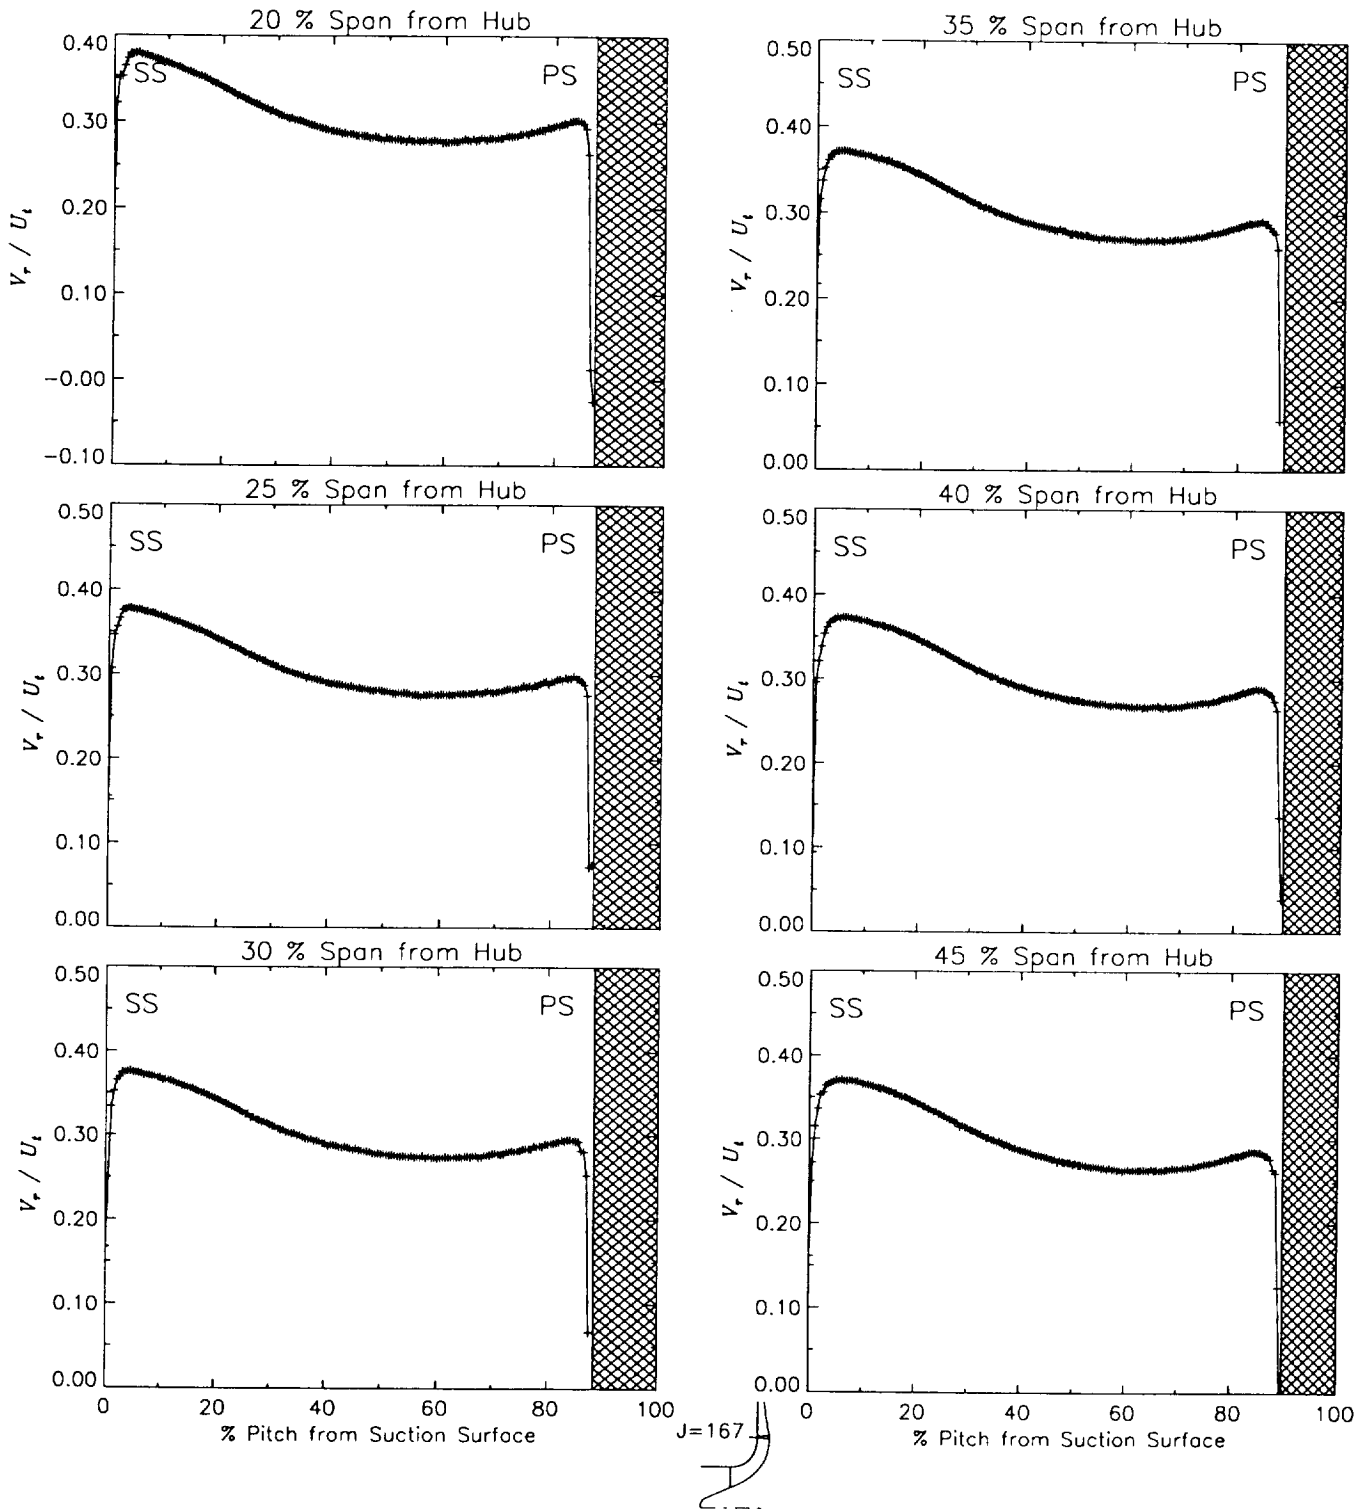 20 % Span from Hub
0.40
0.30
0.20
0.10
-0.00
-0.10
SS
PS
V_r / U_t
35 % Span from Hub
0.50
0.40
0.30
0.20
0.10
0.00
SS
PS
V_r / U_t
25 % Span from Hub
0.50
0.40
0.30
0.20
0.10
0.00
SS
PS
V_r / U_t
40 % Span from Hub
0.50
0.40
0.30
0.20
0.10
0.00
SS
PS
V_r / U_t
30 % Span from Hub
0.50
0.40
0.30
0.20
0.10
0.00
SS
PS
V_r / U_t
0 20 40 60 80 100
% Pitch from Suction Surface
45 % Span from Hub
0.50
0.40
0.30
0.20
0.10
0.00
SS
PS
V_r / U_t
0 20 40 60 80 100
% Pitch from Suction Surface
J=167